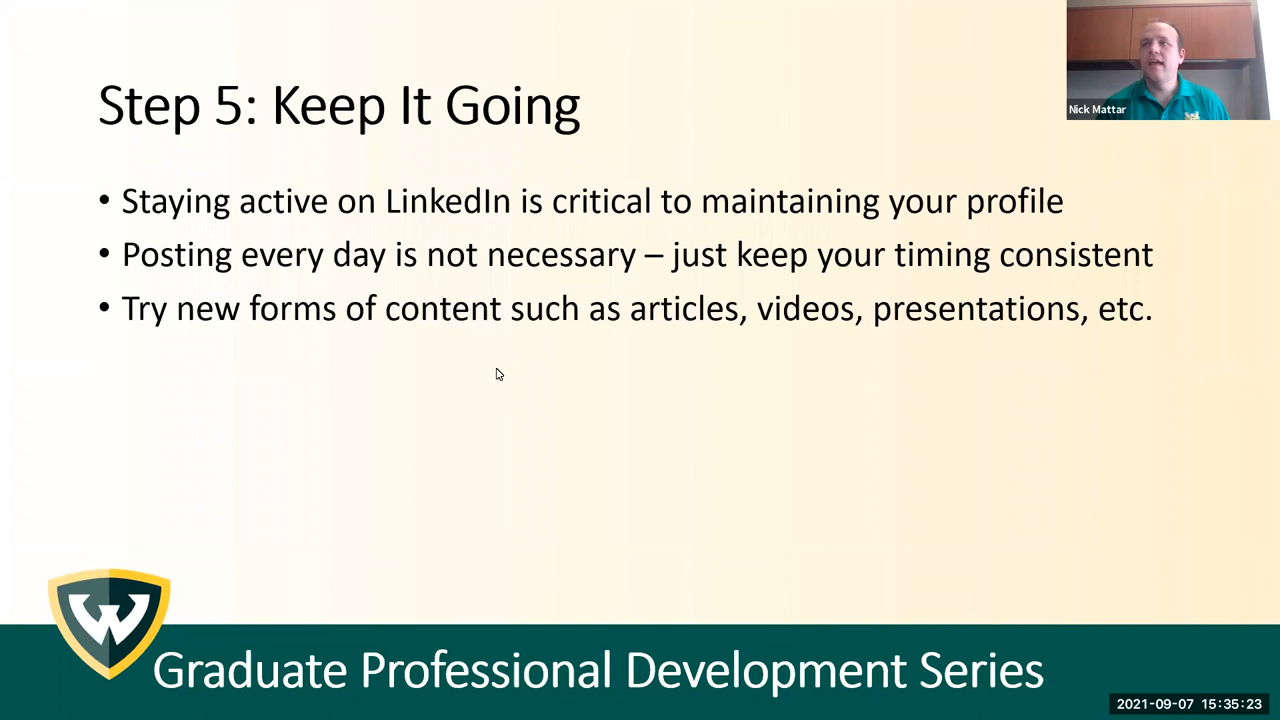 Nick Mattar
Step 5: Keep It Going
• Staying active on LinkedIn is critical to maintaining your profile
• Posting every day is not necessary – just keep your timing consistent
• Try new forms of content such as articles, videos, presentations, etc.
W
Graduate Professional Development Series
2021-09-07 15:35:23